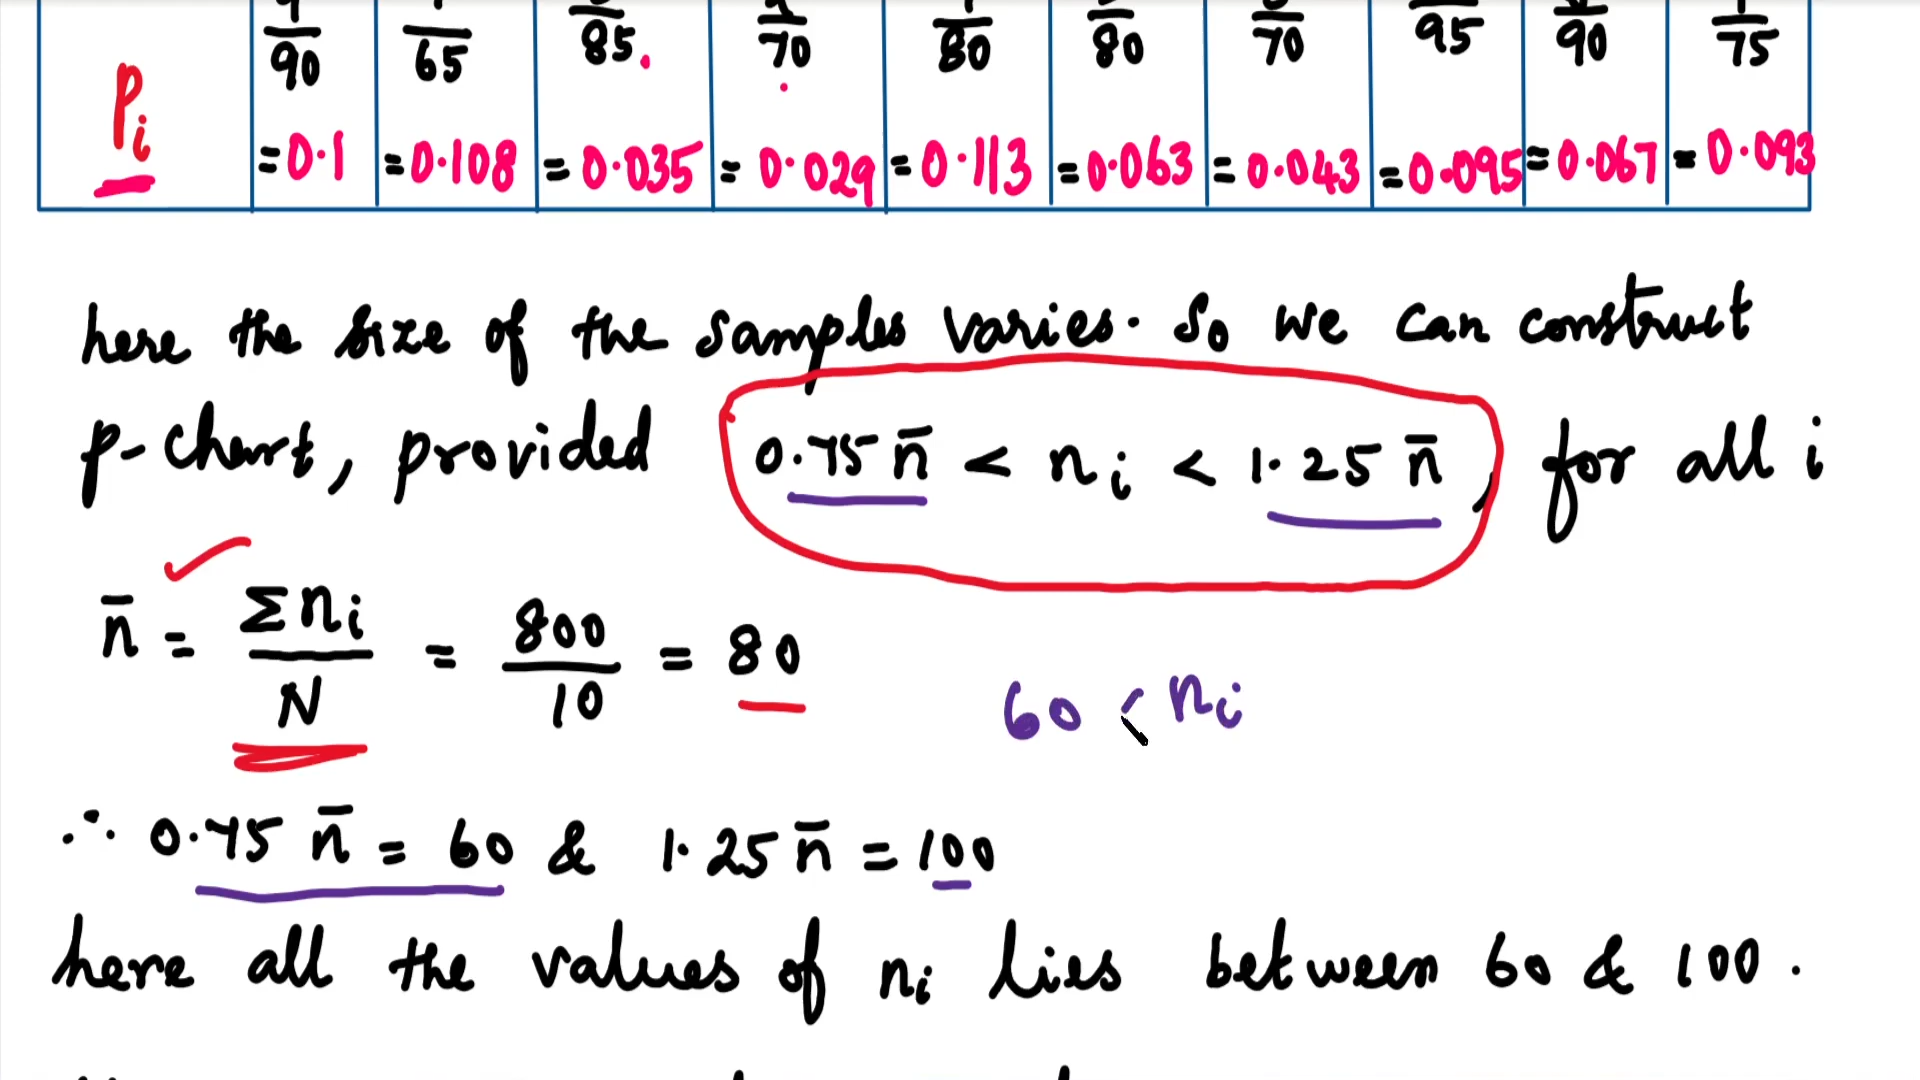 90 65 85 70 80 80 70 95 90 75
Pi =0.1 =0.108 =0.035 =0.029 =0.113 =0.063 =0.043 =0.095 =0.067 =0.093
here the size of the samples varies. So we can construct
p-chart, provided 0.75 n̄ < ni < 1.25 n̄, for all i
n̄ = Σni / N = 800 / 10 = 80
60 < ni
∴ 0.75 n̄ = 60 & 1.25 n̄ = 100
here all the values of ni lies between 60 & 100.